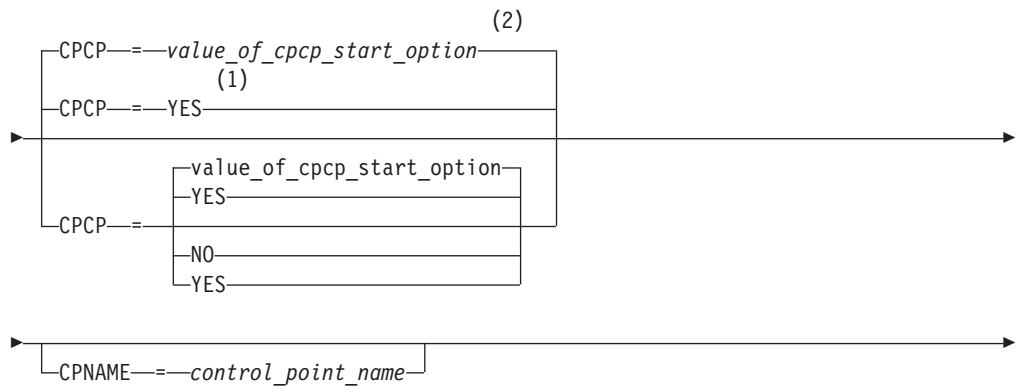 (2)
CPCP = value_of_cpcp_start_option
(1)
CPCP = YES
value_of_cpcp_start_option
YES
CPCP =
NO
YES
CPNAME = control_point_name